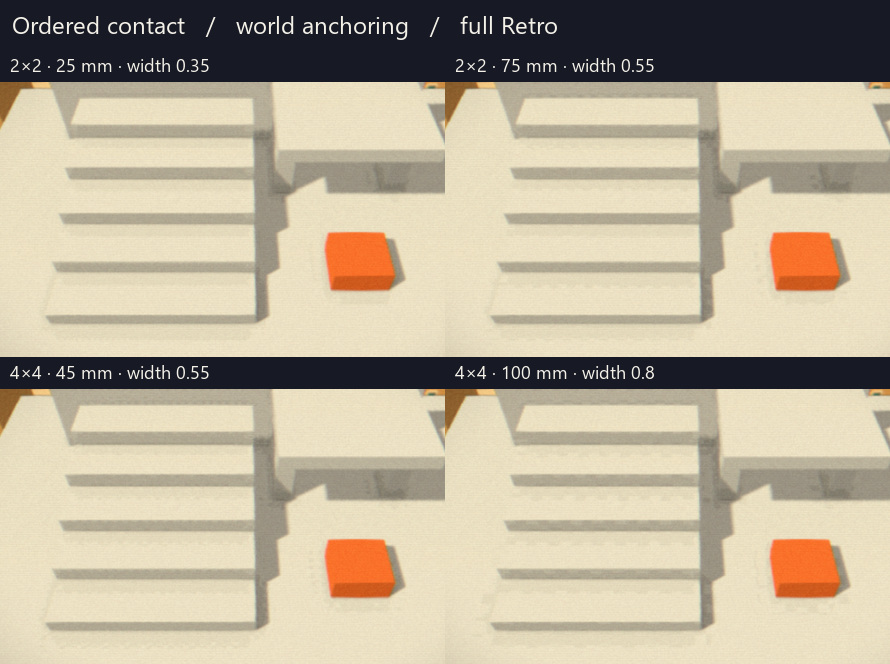 Ordered contact / world anchoring / full Retro
2×2 · 25 mm · width 0.35
2×2 · 75 mm · width 0.55
4×4 · 45 mm · width 0.55
4×4 · 100 mm · width 0.8